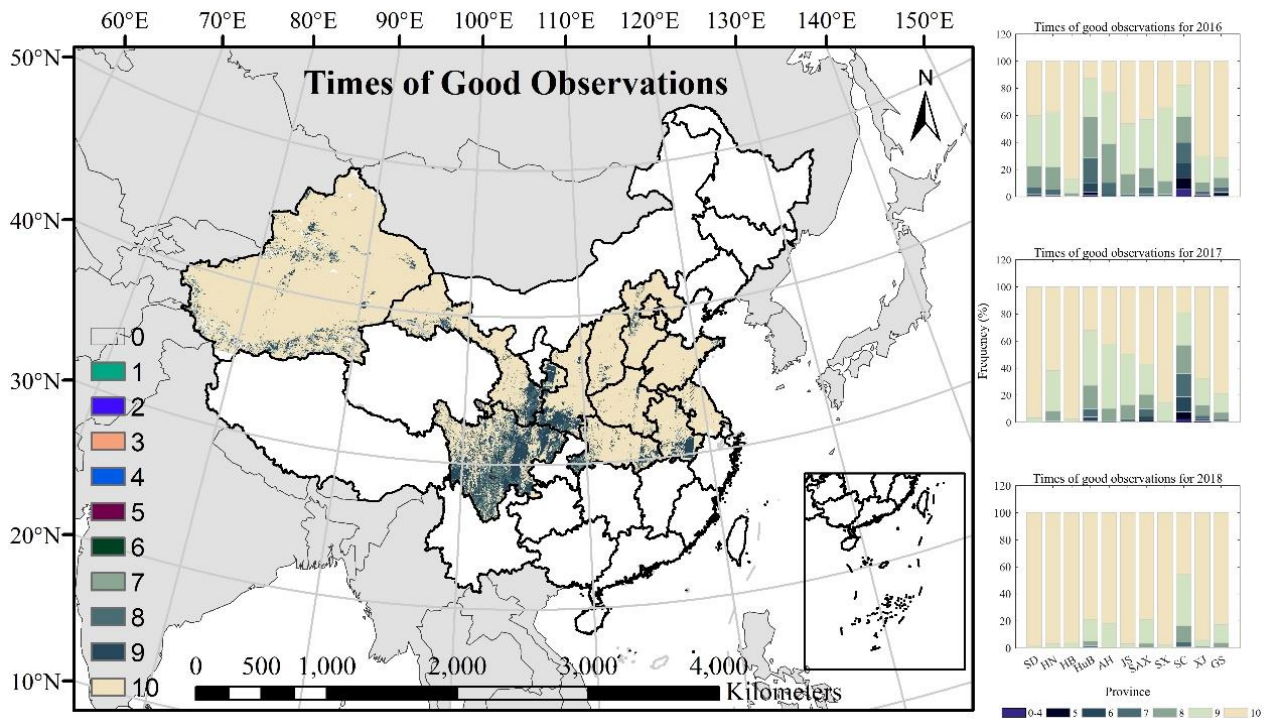 60°E 70°E 80°E 90°E 100°E 110°E 120°E 130°E 140°E 150°E
50°N
40°N
30°N
20°N
10°N
Times of Good Observations
N
0
1
2
3
4
5
6
7
8
9
10
0 500 1,000 2,000 3,000 4,000
Kilometers
Times of good observations for 2016
120
100
80
60
40
20
0
Times of good observations for 2017
120
100
80
60
40
20
0
Frequency (%)
Times of good observations for 2018
120
100
80
60
40
20
0
SD HN HB HuB AH JS SAX SX SC XJ GS
Province
0-4 5 6 7 8 9 10